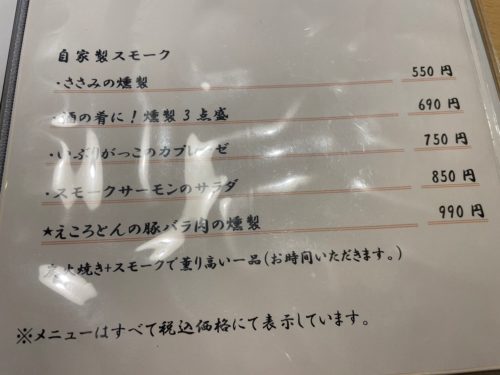 自家製スモーク
・ささみの燻製 550円
・酒の肴に！燻製3点盛 690円
・いぶりがっこのカプレーゼ 750円
・スモークサーモンのサラダ 850円
★えころとんの豚バラ肉の燻製 990円
火焼き+スモークで薫り高い一品(お時間いただきます。)
※メニューはすべて税込価格にて表示しています。